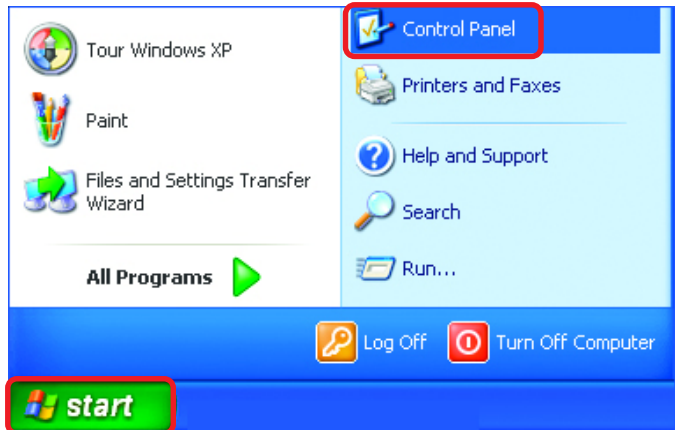 Tour Windows XP
Paint
Files and Settings Transfer
Wizard
All Programs
Control Panel
Printers and Faxes
Help and Support
Search
Run...
Log Off
Turn Off Computer
start